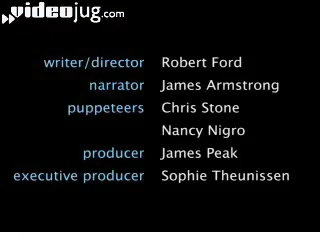 videojug.com
writer/director Robert Ford
narrator James Armstrong
puppeteers Chris Stone
Nancy Nigro
producer James Peak
executive producer Sophie Theunissen